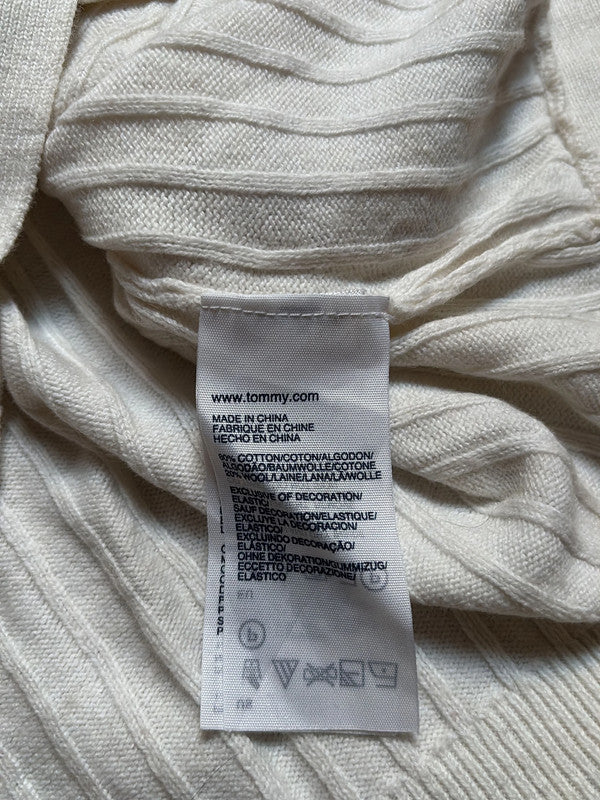 www.tommy.com
MADE IN CHINA
FABRIQUE EN CHINE
HECHO EN CHINA
80% COTTON/COTON/ALGODON/
ALGODÃO/BAUMWOLLE/COTONE
20% WOOL/LAINE/LANA/LÃ/WOLLE
EXCLUSIVE OF DECORATION/
ELASTIC
SAUF DECORATION/ELASTIQUE/
EXCLUYE LA DECORACION/
ELASTICO/
EXCLUINDO DECORAÇÃO/
ELÁSTICO/
OHNE DEKORATION/GUMMIZUG/
ECCETTO DECORAZIONE/
ELASTICO